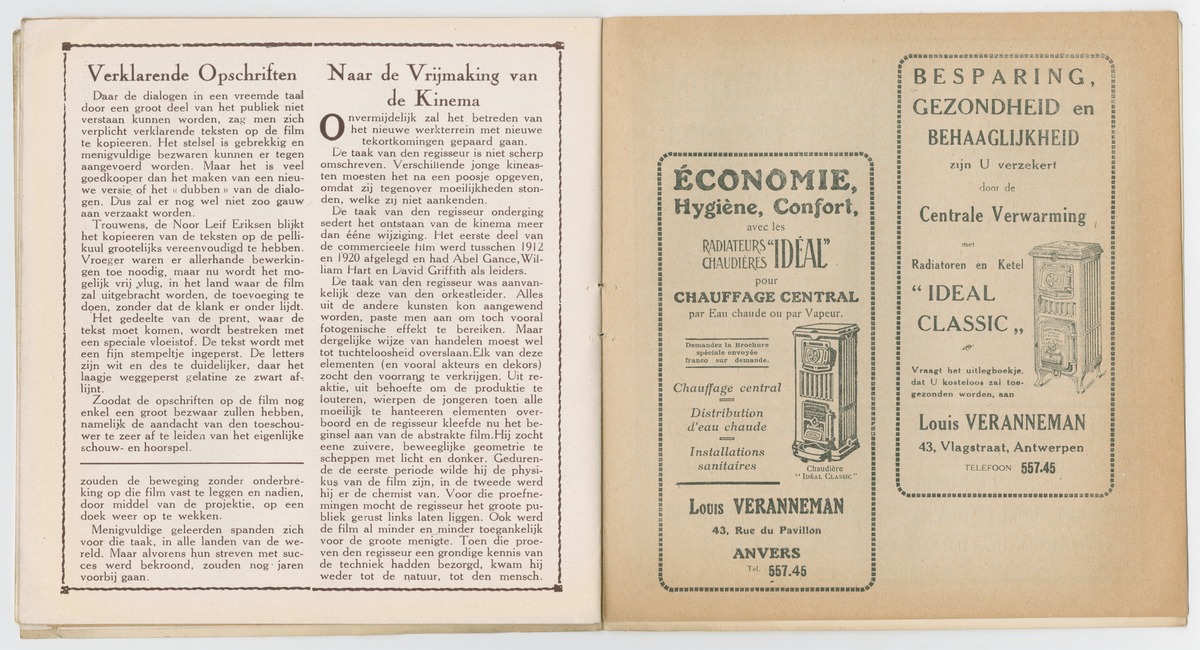 Verklarende Opschriften
Daar de dialogen in een vreemde taal
door een groot deel van het publiek niet
verstaan kunnen worden, zag men zich
verplicht verklarende teksten op de film
te kopieeren. Het stelsel is gebrekkig en
menigvuldige bezwaren kunnen er tegen
aangevoerd worden. Maar het is veel
goedkooper dan het maken van een nieu-
we versie of het « dubben » van de dialo-
gen. Dus zal er nog wel niet zoo gauw
aan verzaakt worden.
Trouwens, de Noor Leif Eriksen blijkt
het kopieeren van de teksten op de pelli-
kuul grootelijks vereenvoudigd te hebben.
Vroeger waren er allerhande bewerkin-
gen toe noodig, maar nu wordt het mo-
gelijk vrij vlug, in het land waar de film
zal uitgebracht worden, de toevoeging te
doen, zonder dat de klank er onder lijdt.
Het gedeelte van de prent, waar de
tekst moet komen, wordt bestreken met
een speciale vloeistof. De tekst wordt met
een fijn stempeltje ingeperst. De letters
zijn wit en des te duidelijker, daar het
laagje weggeperst gelatine ze zwart af-
lijnt.
Zoodat de opschriften op de film nog
enkel een groot bezwaar zullen hebben,
namelijk de aandacht van den toeschou-
wer te zeer af te leiden van het eigenlijke
schouw- en hoorspel.
zouden de beweging zonder onderbre-
king op die film vast te leggen en nadien,
door middel van de projektie, op een
doek weer op te wekken.
Menigvuldige geleerden spanden zich
voor die taak, in alle landen van de we-
reld. Maar alvorens hun streven met suc-
ces werd bekroond, zouden nog jaren
voorbij gaan.
Naar de Vrijmaking van
de Kinema
Onvermijdelijk zal het betreden van
het nieuwe werkterrein met nieuwe
tekortkomingen gepaard gaan.
De taak van den regisseur is niet scherp
omschreven. Verschillende jonge kineas-
ten moesten het na een poosje opgeven,
omdat zij tegenover moeilijkheden ston-
den, welke zij niet aankenden.
De taak van den regisseur onderging
sedert het ontstaan van de kinema meer
dan ééne wijziging. Het eerste deel van
de commercieele film werd tusschen 1912
en 1920 afgelegd en had Abel Gance, Wil-
liam Hart en David Griffith als leiders.
De taak van den regisseur was aanvan-
kelijk deze van den orkestleider. Alles
uit de andere kunsten kon aangewend
worden, paste men aan om toch vooral
fotogenische effekt te bereiken. Maar
dergelijke wijze van handelen moest wel
tot tuchteloosheid overslaan.Elk van deze
elementen (en vooral akteurs en dekors)
zocht den voorrang te verkrijgen. Uit re-
aktie, uit behoefte om de produktie te
louteren, wierpen de jongeren toen alle
moeilijk te hanteeren elementen over-
boord en de regisseur kleefde nu het be-
ginsel aan van de abstrakte film.Hij zocht
eene zuivere, beweeglijke geometrie te
scheppen met licht en donker. Geduren-
de de eerste periode wilde hij de physi-
kus van de film zijn, in de tweede werd
hij er de chemist van. Voor die proefne-
mingen mocht de regisseur het groote pu-
bliek gerust links laten liggen. Ook werd
de film al minder en minder toegankelijk
voor de groote menigte. Toen die proe-
ven den regisseur een grondige kennis van
de techniek hadden bezorgd, kwam hij
weder tot de natuur, tot den mensch.
ÉCONOMIE,
Hygiène, Confort,
avec les
RADIATEURS
CHAUDIÈRES "IDÉAL"
pour
CHAUFFAGE CENTRAL
par Eau chaude ou par Vapeur.
Demandez la Brochure
spéciale envoyée
franco sur demande.
Chauffage central
Distribution
d'eau chaude
Installations
sanitaires
Chaudière
"IDÉAL CLASSIC"
Louis VERANNEMAN
43, Rue du Pavillon
ANVERS
Tél. 557.45
BESPARING,
GEZONDHEID en
BEHAAGLIJKHEID
zijn U verzekert
door de
Centrale Verwarming
met
Radiatoren en Ketel
"IDEAL
CLASSIC„
Vraagt het uitlegboekje,
dat U kosteloos zal toe-
gezonden worden, aan
Louis VERANNEMAN
43, Vlagstraat, Antwerpen
TELEFOON 557.45